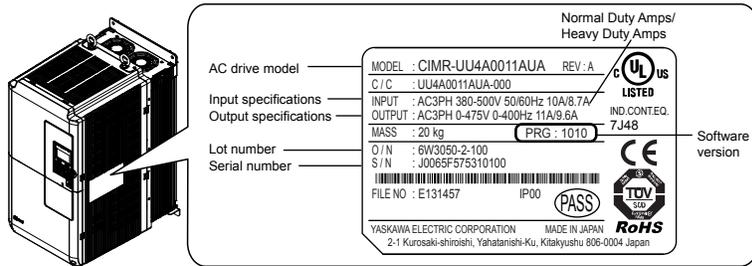 Normal Duty Amps/
Heavy Duty Amps
AC drive model
MODEL : CIMR-UU4A0011AUA REV : A
C / C : UU4A0011AUA-000
Input specifications
INPUT : AC3PH 380-500V 50/60Hz 10A/8.7A
Output specifications
OUTPUT : AC3PH 0-475V 0-400Hz 11A/9.6A
MASS : 20 kg PRG : 1010
Software
version
Lot number
O / N : 6W3050-2-100
Serial number
S / N : J0065F575310100
FILE NO : E131457 IP00
PASS
YASKAWA ELECTRIC CORPORATION MADE IN JAPAN
2-1 Kurosaki-shiroishi, Yahatanishi-Ku, Kitakyushu 806-0004 Japan
C UL US
LISTED
IND.CONT.EQ.
7J48
CE
TÜV
RoHS